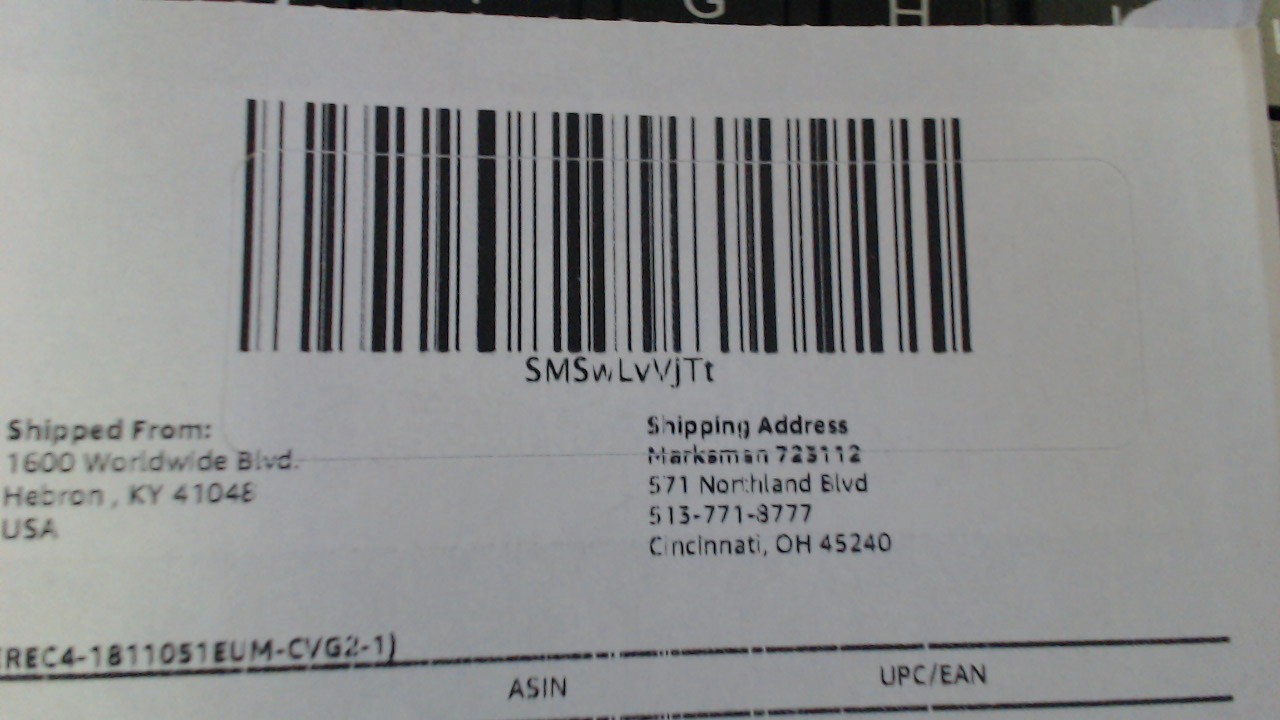 G H
SMSwLvVjTt
Shipped From:
1600 Worldwide Blvd.
Hebron , KY 41048
USA
Shipping Address
Marksman 723112
571 Northland Blvd
513-771-8777
Cincinnati, OH 45240
REC4-1811051EUM-CVG2-1)
ASIN UPC/EAN